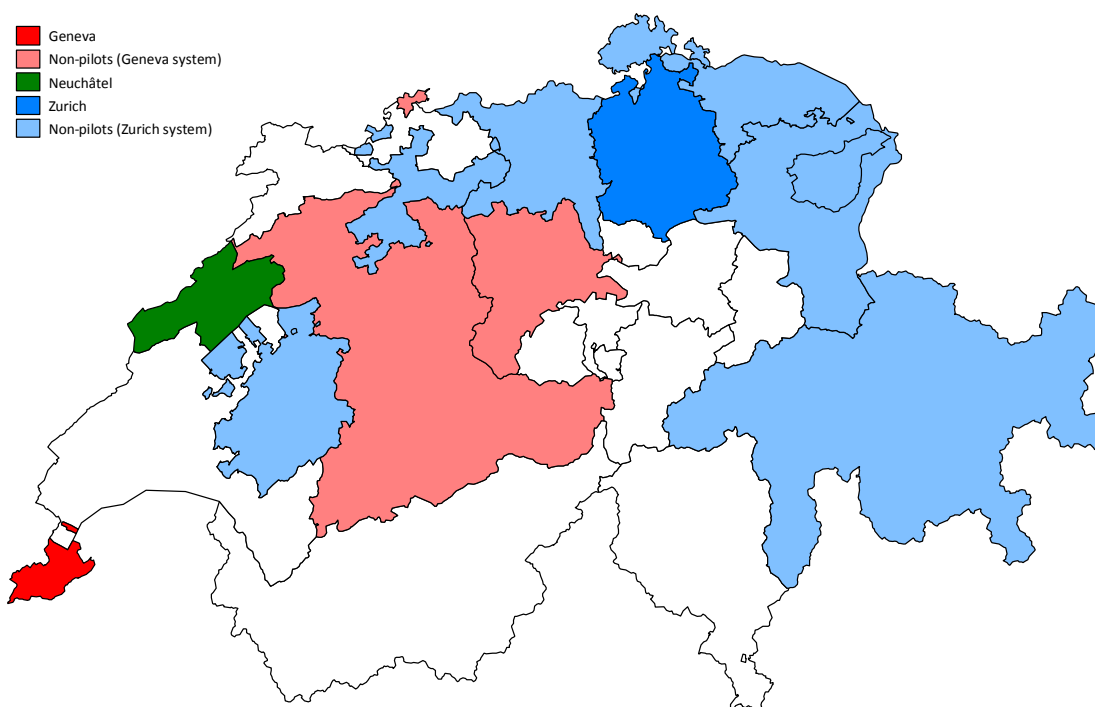 Geneva
Non-pilots (Geneva system)
Neuchâtel
Zurich
Non-pilots (Zurich system)